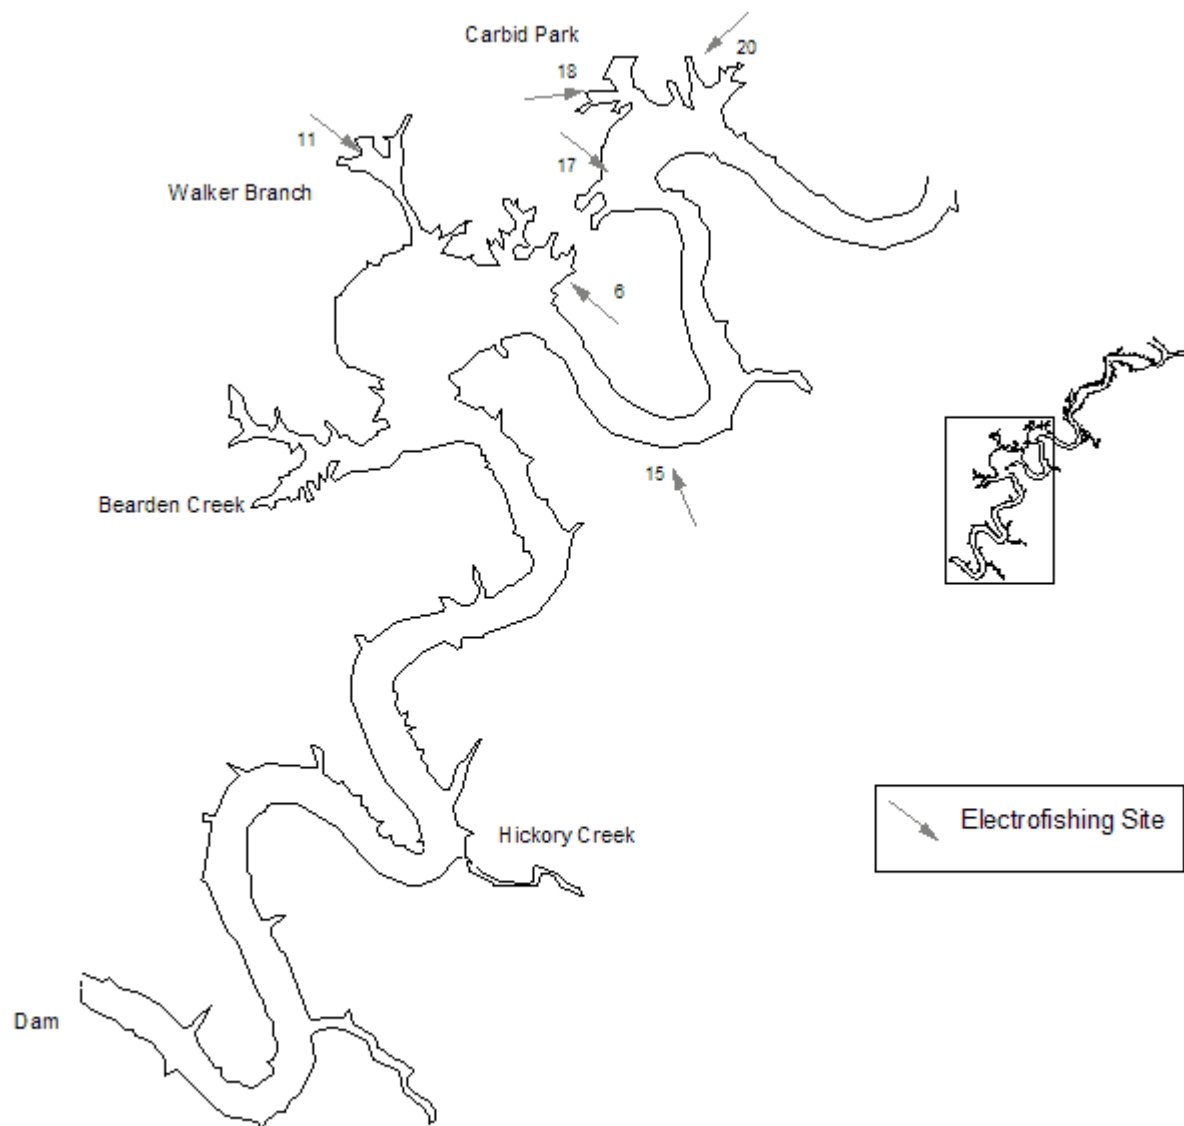 Carbid Park
20
18
11
17
Walker Branch
6
15
Bearden Creek
Electrofishing Site
Hickory Creek
Dam